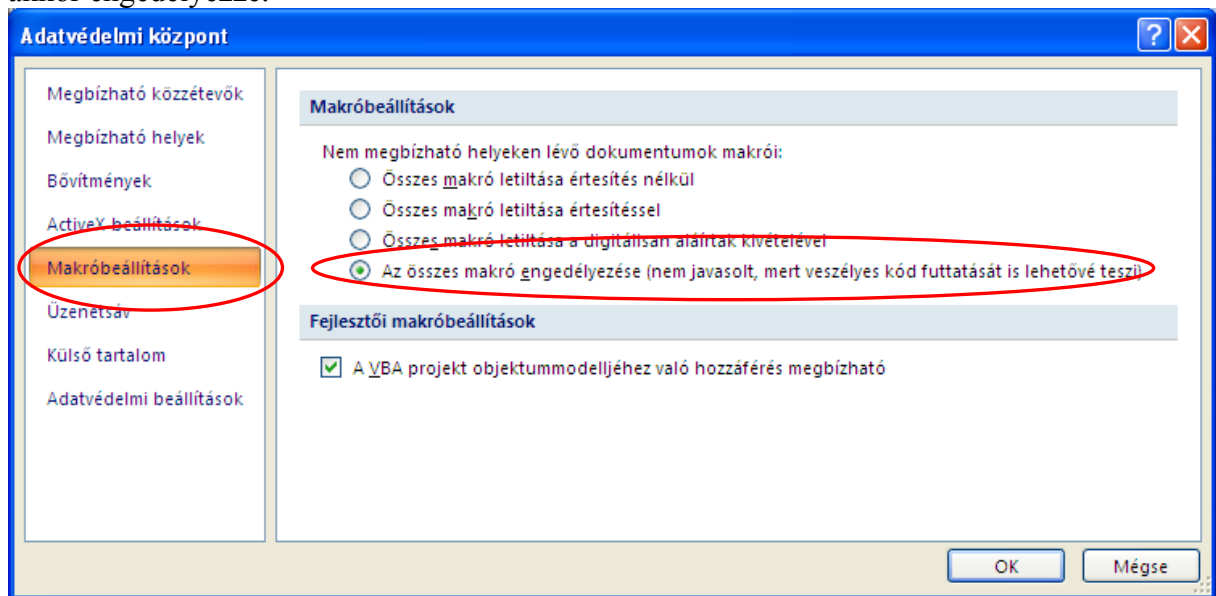 akkor engedélyezze.
Adatvédelmi központ
Megbízható közzétevők
Megbízható helyek
Bővítmények
ActiveX-beállítások
Makróbeállítások
Üzenetsáv
Külső tartalom
Adatvédelmi beállítások
Makróbeállítások
Nem megbízható helyeken lévő dokumentumok makrói:
Összes makró letiltása értesítés nélkül
Összes makró letiltása értesítéssel
Összes makró letiltása a digitálisan aláírtak kivételével
Az összes makró engedélyezése (nem javasolt, mert veszélyes kód futtatását is lehetővé teszi)
Fejlesztői makróbeállítások
A VBA projekt objektummodelljéhez való hozzáférés megbízható
OK
Mégse